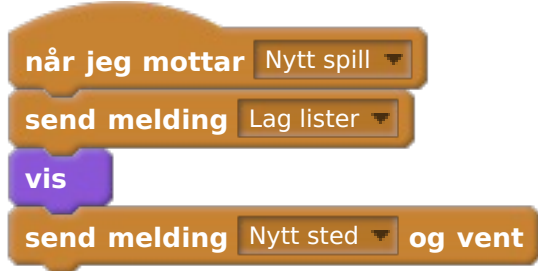 når jeg mottar Nytt spill
send melding Lag lister
vis
send melding Nytt sted og vent